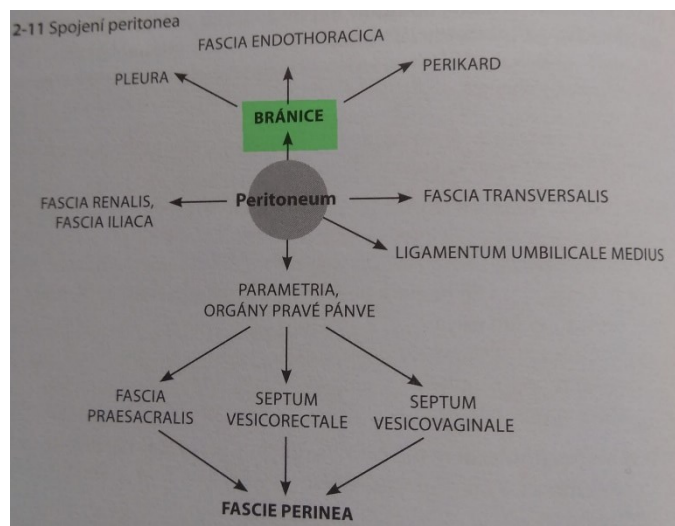 2-11 Spojení peritonea
FASCIA ENDOTHORACICA
PLEURA
PERIKARD
BRÁNICE
FASCIA RENALIS,
FASCIA ILIACA
Peritoneum
FASCIA TRANSVERSALIS
LIGAMENTUM UMBILICALE MEDIUS
PARAMETRIA,
ORGÁNY PRAVÉ PÁNVE
FASCIA
PRAESACRALIS
SEPTUM
VESICORECTALE
SEPTUM
VESICOVAGINALE
FASCIE PERINEA